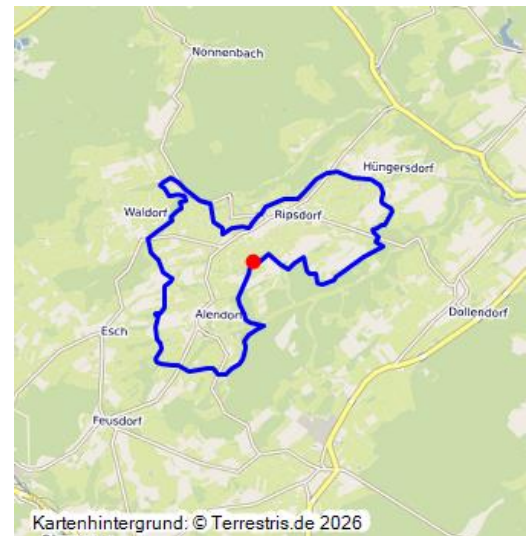 Nonnenbach
Hüngersdorf
Waldorf
Ripsdorf
Alendorf
Dollendorf
Esch
Feusdorf
Kartenhintergrund: © Terrestris.de 2026